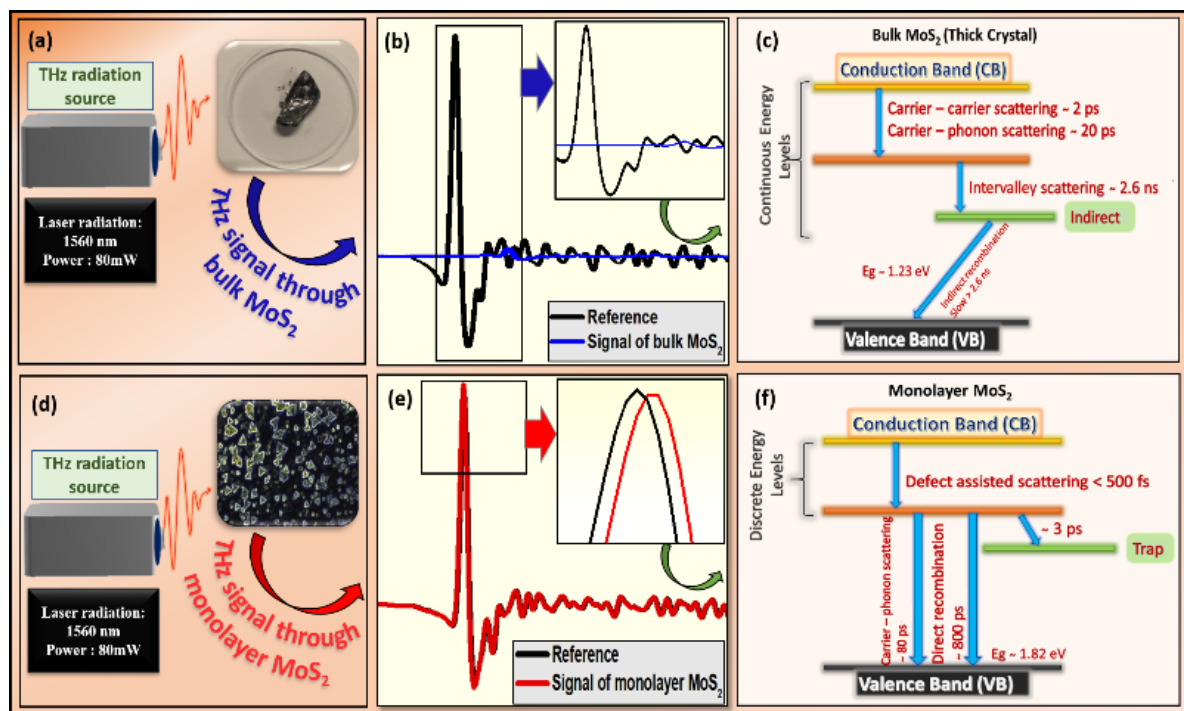 (a)
THz radiation
source
Laser radiation:
1560 nm
Power : 80mW
THz signal through
bulk MoS₂
(b)
Reference
Signal of bulk MoS₂
(c)
Bulk MoS₂ (Thick Crystal)
Conduction Band (CB)
Continuous Energy
Levels
Carrier – carrier scattering ~ 2 ps
Carrier – phonon scattering ~ 20 ps
Intervalley scattering ~ 2.6 ns
Indirect
Eg ~ 1.23 eV
Indirect recombination
Slow > 2.6 ns
Valence Band (VB)
(d)
THz radiation
source
Laser radiation:
1560 nm
Power : 80mW
THz signal through
monolayer MoS₂
(e)
Reference
Signal of monolayer MoS₂
(f)
Monolayer MoS₂
Conduction Band (CB)
Discrete Energy
Levels
Defect assisted scattering < 500 fs
~ 3 ps
Trap
Carrier – phonon scattering
~ 80 ps
Direct recombination
~ 800 ps
Eg ~ 1.82 eV
Valence Band (VB)